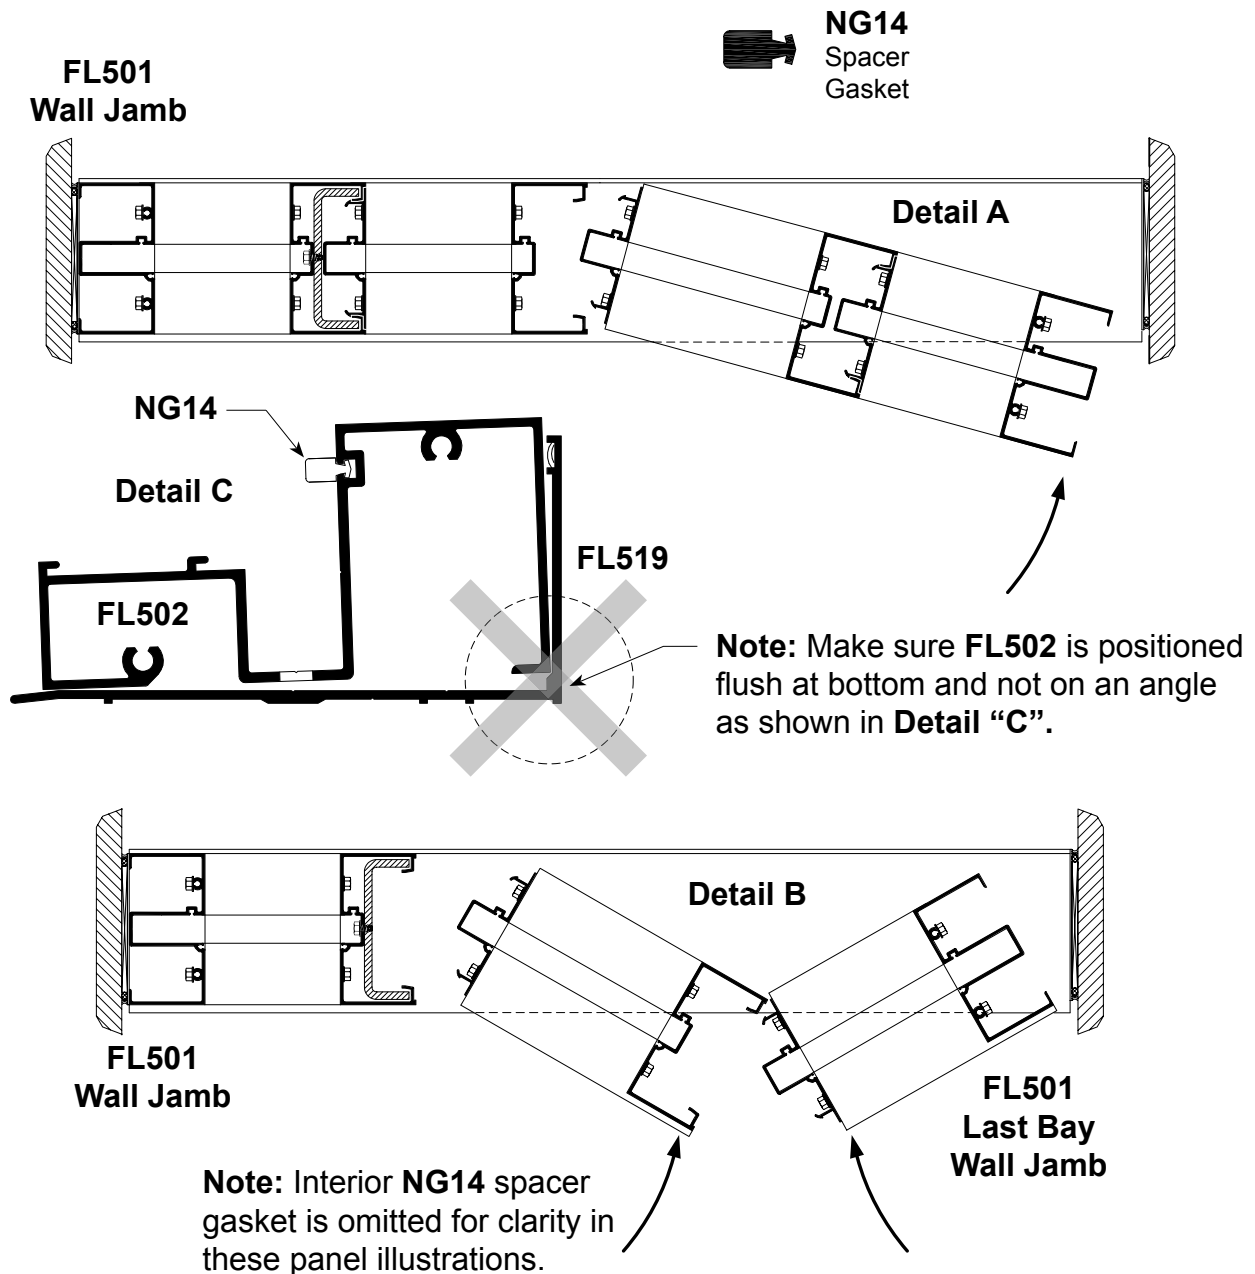 NG14
Spacer
Gasket
FL501
Wall Jamb
Detail A
NG14
Detail C
FL519
FL502
Note: Make sure FL502 is positioned
flush at bottom and not on an angle
as shown in Detail “C”.
Detail B
FL501
Wall Jamb
FL501
Last Bay
Wall Jamb
Note: Interior NG14 spacer
gasket is omitted for clarity in
these panel illustrations.